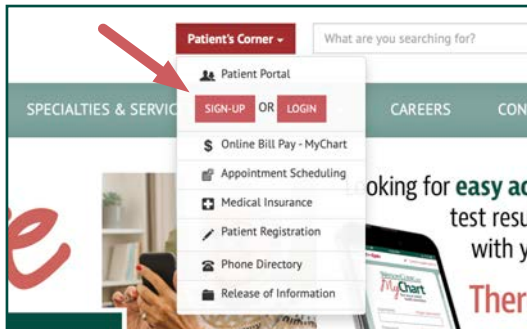 Patient's Corner
What are you searching for?
Patient Portal
SIGN-UP OR LOGIN
SPECIALTIES & SERVIC
CAREERS
CON
$ Online Bill Pay - MyChart
Appointment Scheduling
Medical Insurance
Patient Registration
Phone Directory
Release of Information
ooking for easy ac
test resu
with y
MyChart
Ther
e